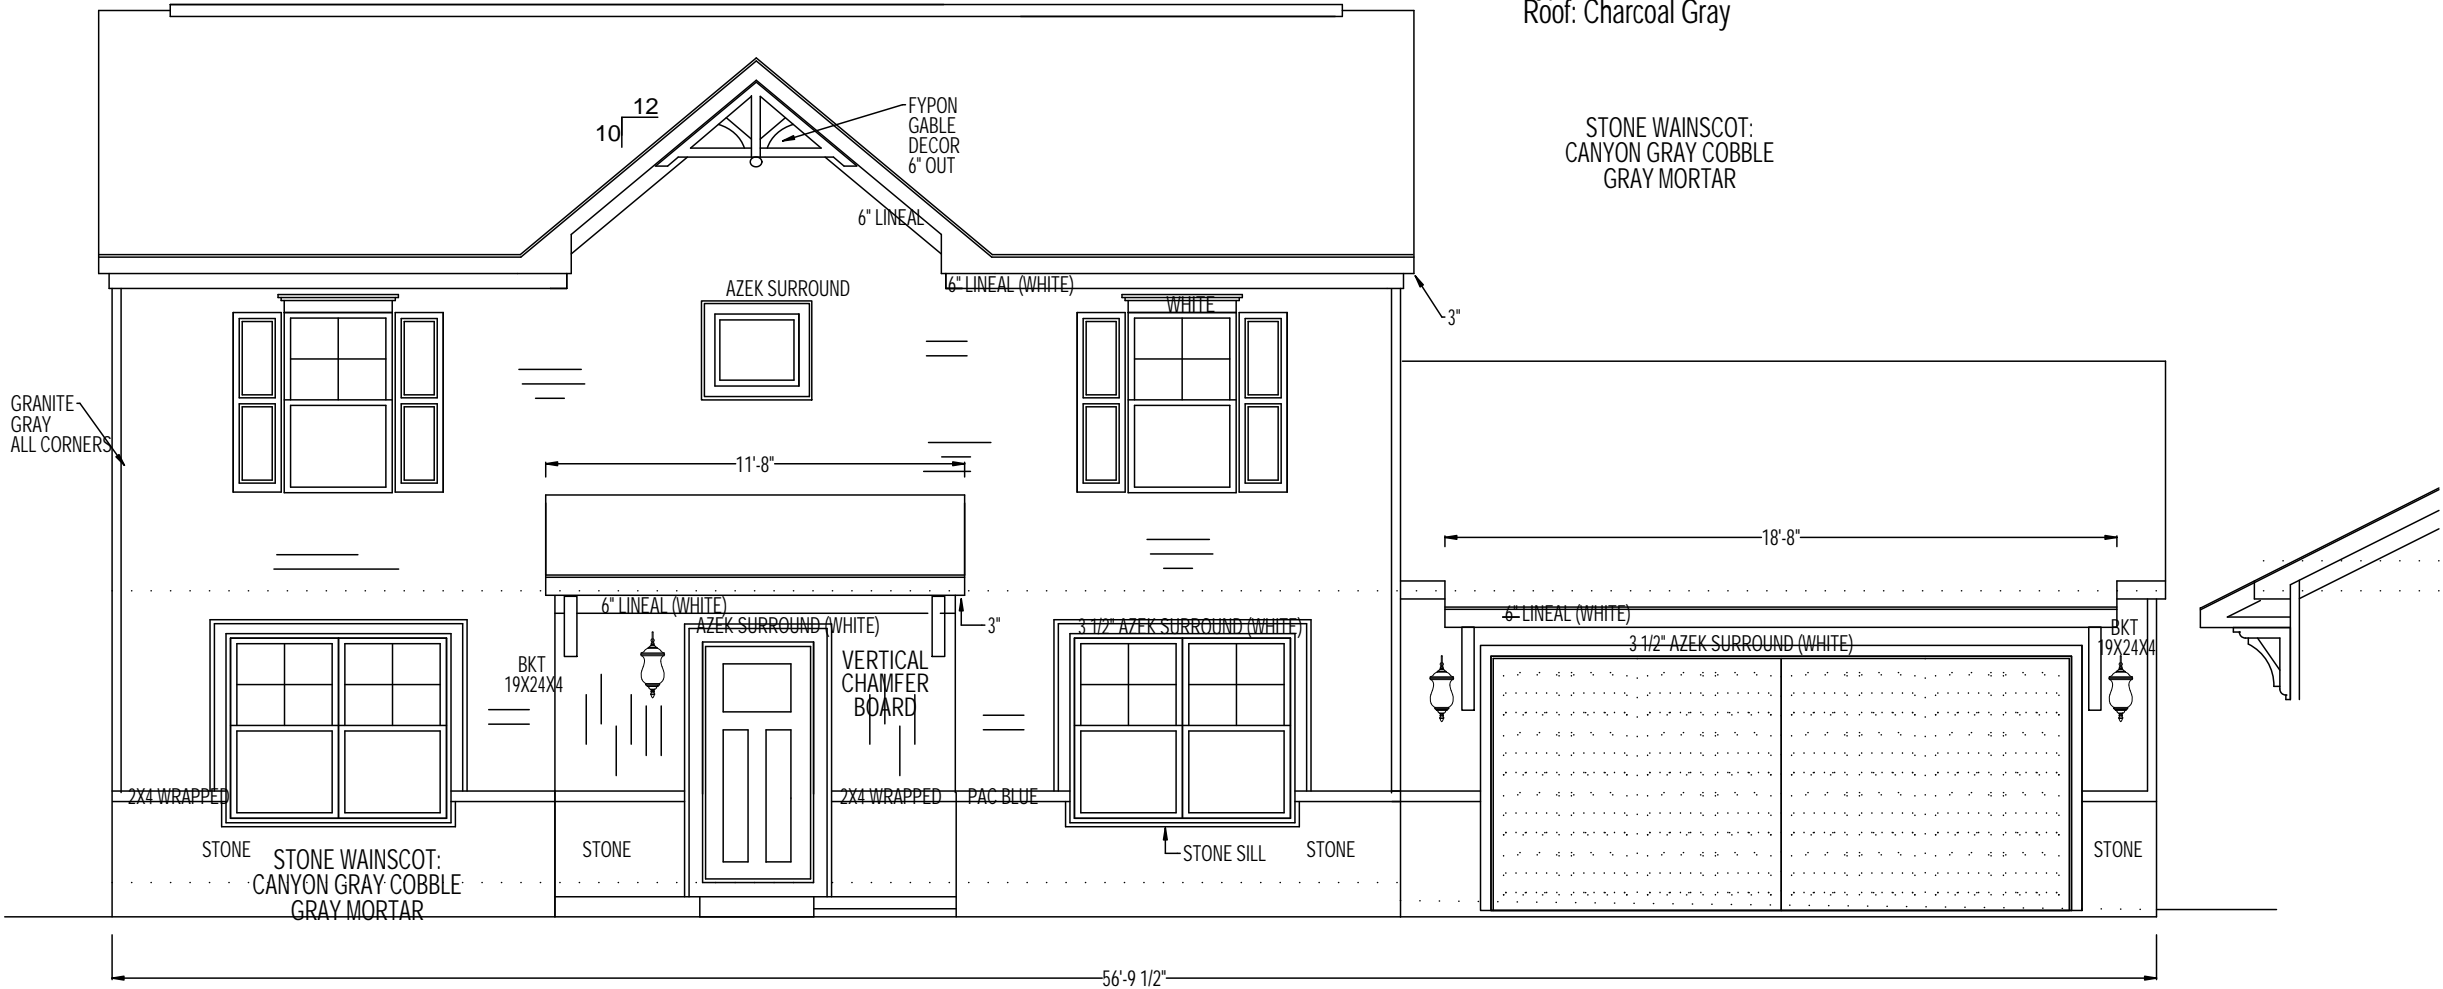 Roof: Charcoal Gray
STONE WAINSCOT:
CANYON GRAY COBBLE
GRAY MORTAR
12
10
FYPON
GABLE
DECOR
6" OUT
6" LINEAL
AZEK SURROUND
6" LINEAL (WHITE)
WHITE
3"
GRANITE
GRAY
ALL CORNERS
11'-8"
18'-8"
6" LINEAL (WHITE)
AZEK SURROUND (WHITE)
3"
3 1/2" AZEK SURROUND (WHITE)
6" LINEAL (WHITE)
3 1/2" AZEK SURROUND (WHITE)
BKT
19X24X4
BKT
19X24X4
VERTICAL
CHAMFER
BOARD
2X4 WRAPPED
2X4 WRAPPED
PAC BLUE
STONE
STONE WAINSCOT:
CANYON GRAY COBBLE
GRAY MORTAR
STONE
STONE SILL
STONE
STONE
56'-9 1/2"